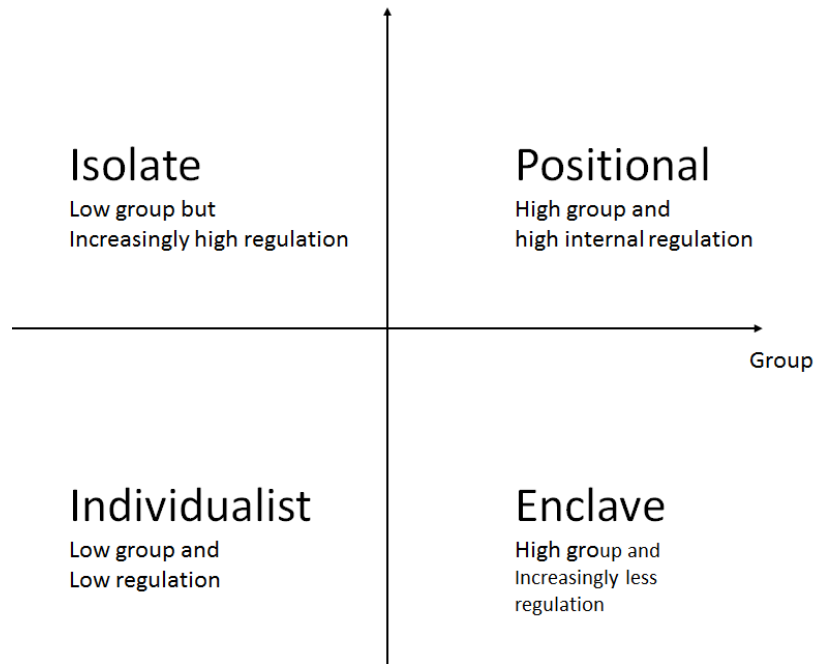 Isolate
Low group but
Increasingly high regulation
Positional
High group and
high internal regulation
Group
Individualist
Low group and
Low regulation
Enclave
High group and
Increasingly less
regulation